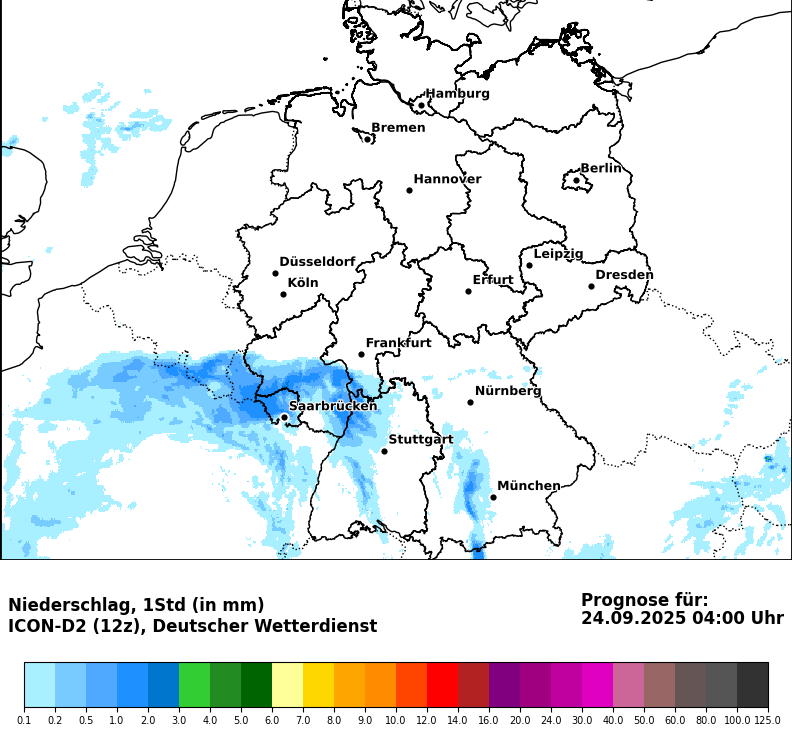 Hamburg
Bremen
Berlin
Hannover
Leipzig
Düsseldorf
Dresden
Köln
Erfurt
Frankfurt
Nürnberg
Saarbrücken
Stuttgart
München
Niederschlag, 1Std (in mm)
ICON-D2 (12z), Deutscher Wetterdienst
Prognose für:
24.09.2025 04:00 Uhr
0.1 0.2 0.5 1.0 2.0 3.0 4.0 5.0 6.0 7.0 8.0 9.0 10.0 12.0 14.0 16.0 20.0 24.0 30.0 40.0 50.0 60.0 80.0 100.0 125.0